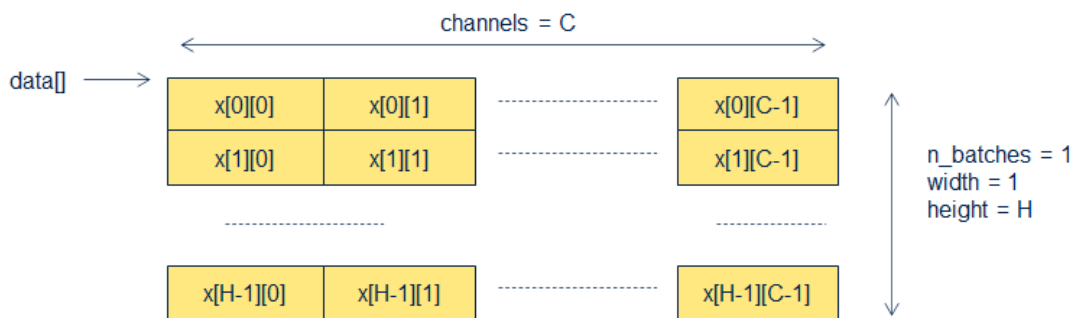 channels = C
data[]
x[0][0] x[0][1] x[0][C-1]
x[1][0] x[1][1] x[1][C-1]
n_batches = 1
width = 1
height = H
x[H-1][0] x[H-1][1] x[H-1][C-1]